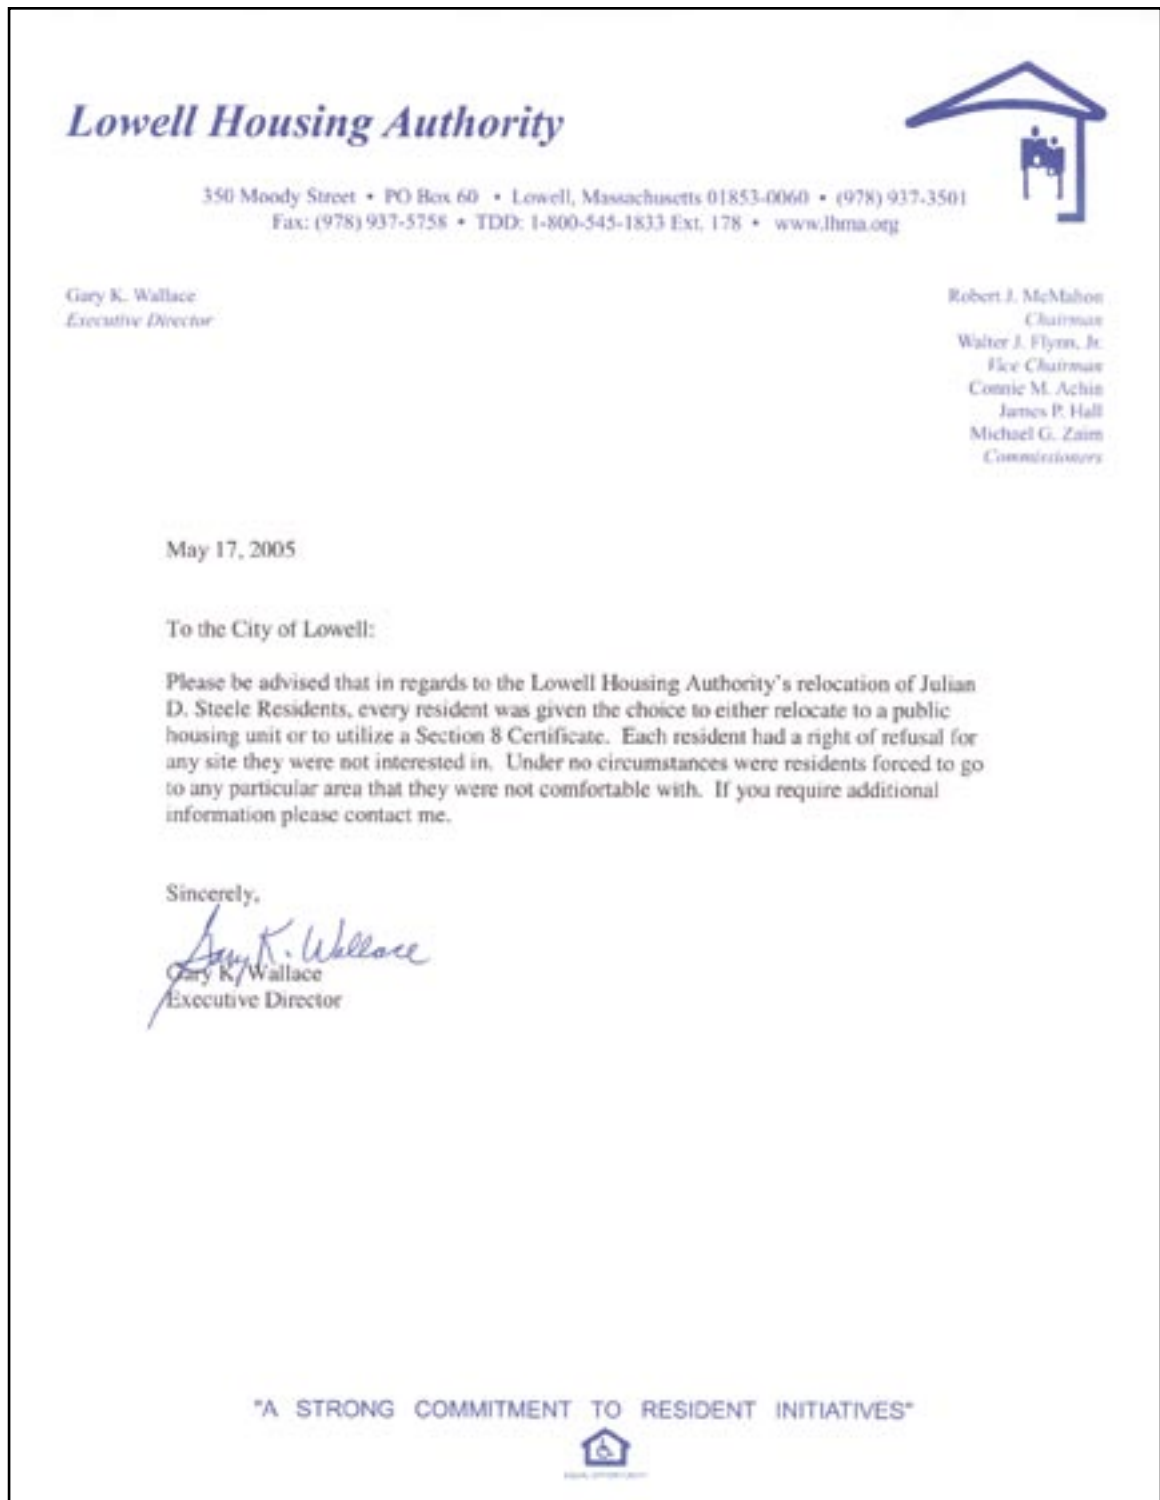 Lowell Housing Authority
350 Moody Street • PO Box 60 • Lowell, Massachusetts 01853-0060 • (978) 937-3501
Fax: (978) 937-5758 • TDD: 1-800-545-1833 Ext. 178 • www.lhma.org
Gary K. Wallace
Executive Director
Robert J. McMahon
Chairman
Walter J. Flynn, Jr.
Vice Chairman
Connie M. Achin
James P. Hall
Michael G. Zaim
Commissioners
May 17, 2005
To the City of Lowell:
Please be advised that in regards to the Lowell Housing Authority's relocation of Julian
D. Steele Residents, every resident was given the choice to either relocate to a public
housing unit or to utilize a Section 8 Certificate. Each resident had a right of refusal for
any site they were not interested in. Under no circumstances were residents forced to go
to any particular area that they were not comfortable with. If you require additional
information please contact me.
Sincerely,
Gary K. Wallace
Gary K. Wallace
Executive Director
"A STRONG COMMITMENT TO RESIDENT INITIATIVES"
EQUAL OPPORTUNITY